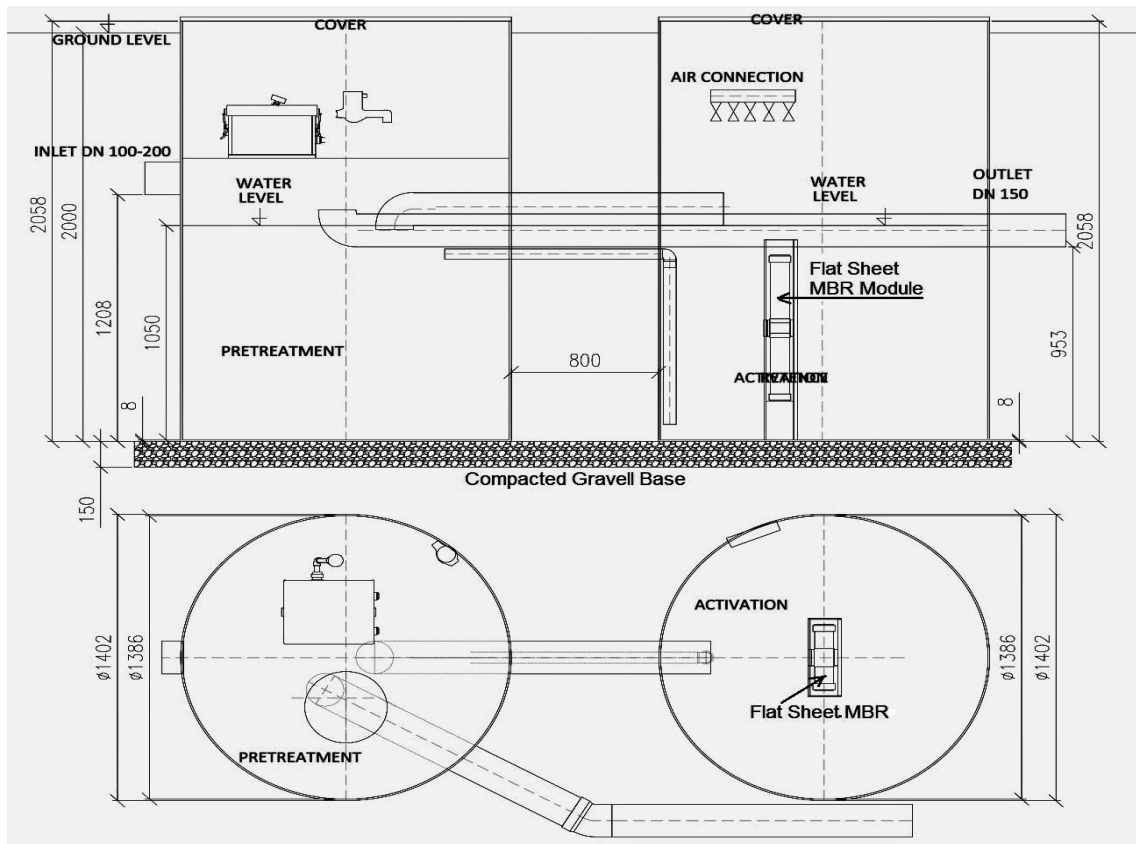 COVER
COVER
GROUND LEVEL
AIR CONNECTION
INLET DN 100-200
WATER
LEVEL
WATER
LEVEL
OUTLET
DN 150
2058
2000
1208
1050
8
2058
953
8
Flat Sheet
MBR Module
PRETREATMENT
800
Compacted Gravell Base
150
ø1402
ø1386
ACTIVATION
ø1386
ø1402
Flat Sheet MBR
PRETREATMENT